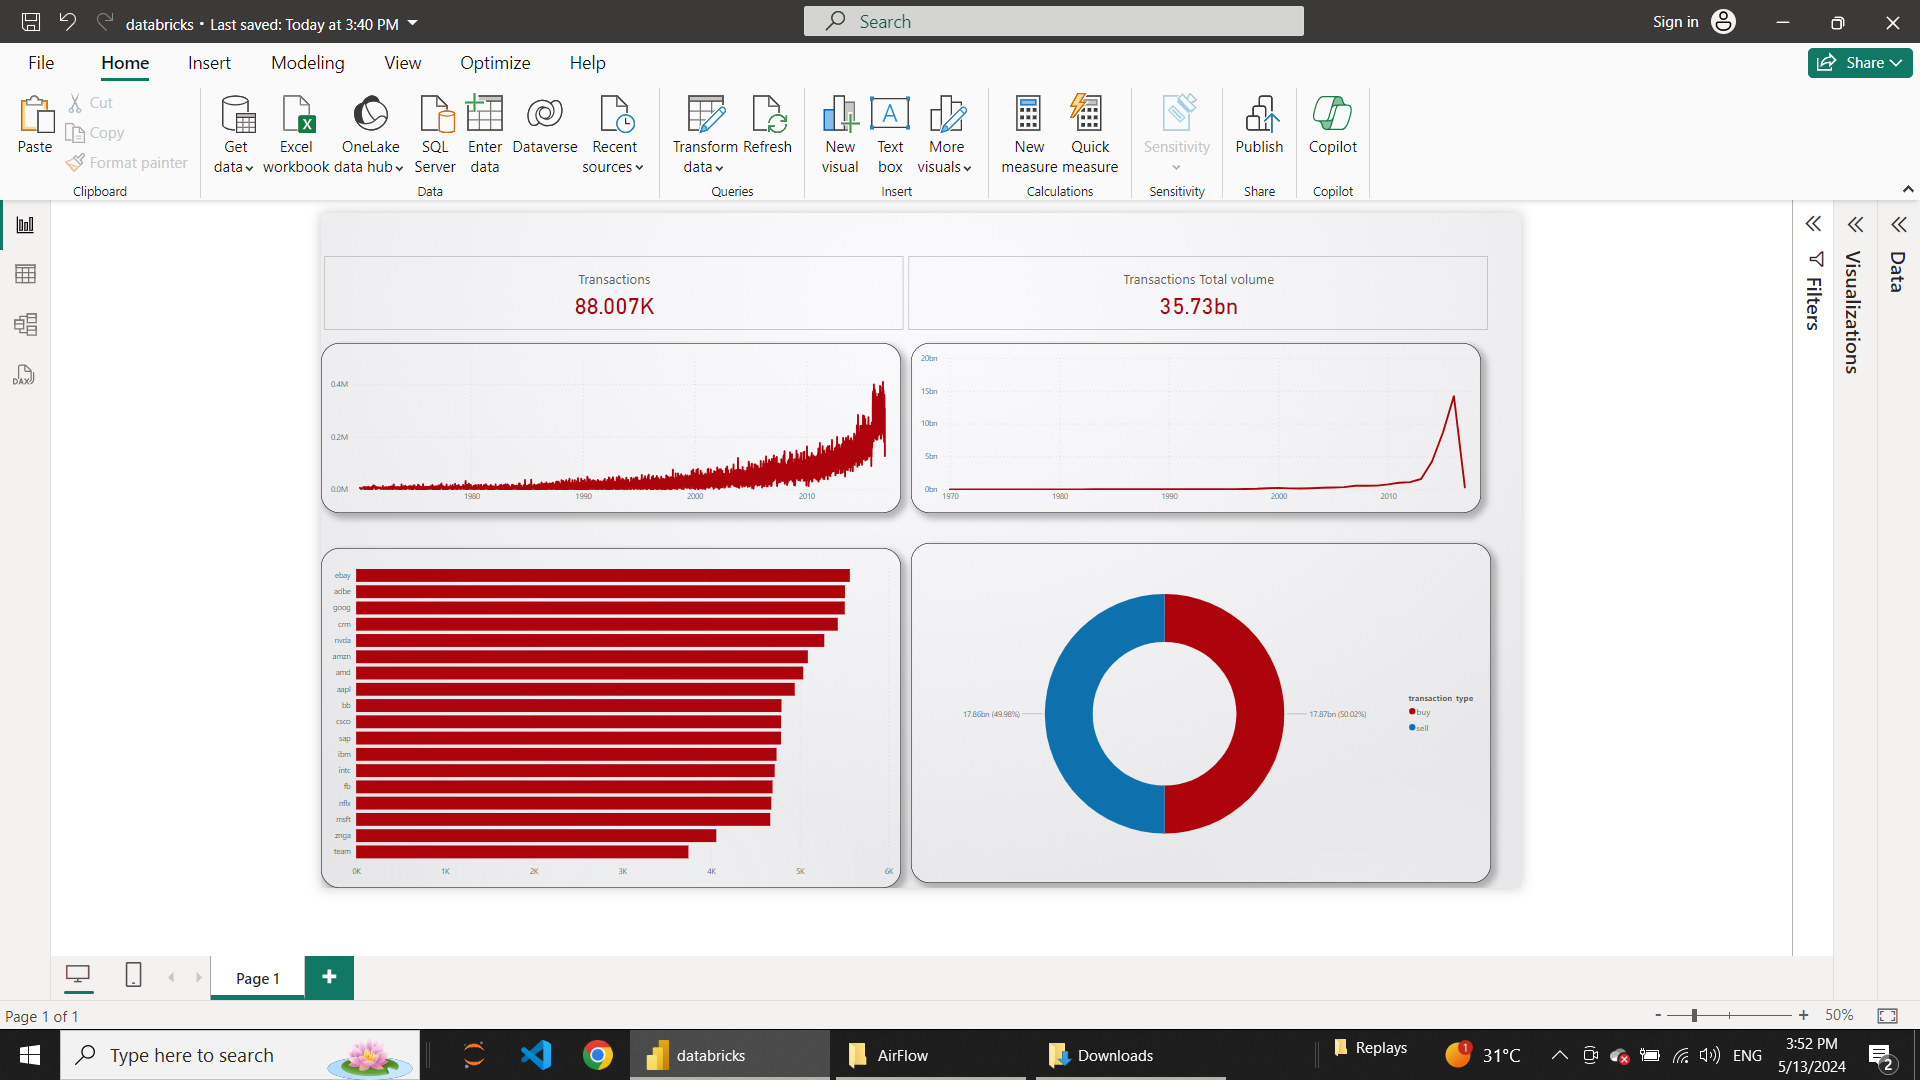 databricks • Last saved: Today at 3:40 PM
Search
Sign in
File
Home
Insert
Modeling
View
Optimize
Help
Share
Paste
Cut
Copy
Format painter
Clipboard
Get data
Excel workbook
OneLake data hub
SQL Server
Enter data
Dataverse
Recent sources
Data
Transform data
Refresh
Queries
New visual
Text box
More visuals
Insert
New measure
Quick measure
Calculations
Sensitivity
Sensitivity
Publish
Share
Copilot
Copilot
DAX
Filters
Visualizations
Data
Transactions
88.007K
Transactions Total volume
35.73bn
0.4M
0.2M
0.0M
1980
1990
2000
2010
20bn
15bn
10bn
5bn
0bn
1970
1980
1990
2000
2010
ebay
adbe
goog
crm
nvda
amzn
amd
aapl
bb
csco
sap
ibm
intc
fb
nflx
msft
znga
team
0K
1K
2K
3K
4K
5K
6K
17.86bn (49.98%)
17.87bn (50.02%)
transaction_type
buy
sell
Page 1
Page 1 of 1
50%
Type here to search
databricks
AirFlow
Downloads
Replays
1
31°C
ENG
3:52 PM
5/13/2024
2